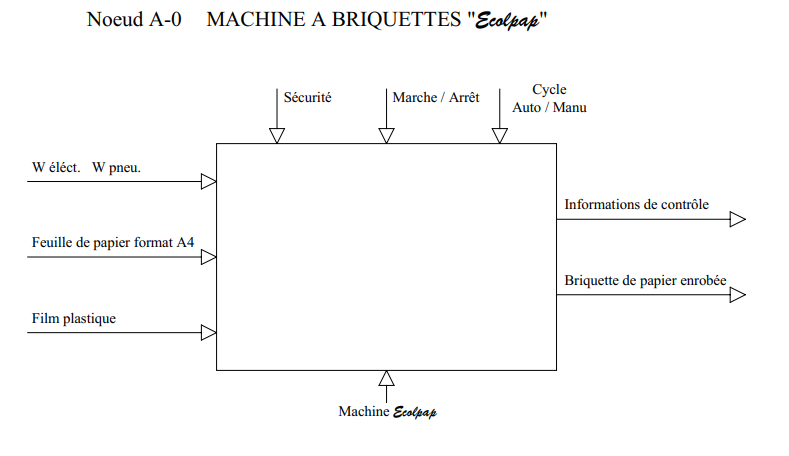 Noeud A-0 MACHINE A BRIQUETTES "Ecolpap"
Sécurité
Marche / Arrêt
Cycle
Auto / Manu
W éléct. W pneu.
Feuille de papier format A4
Film plastique
Informations de contrôle
Briquette de papier enrobée
Machine Ecolpap